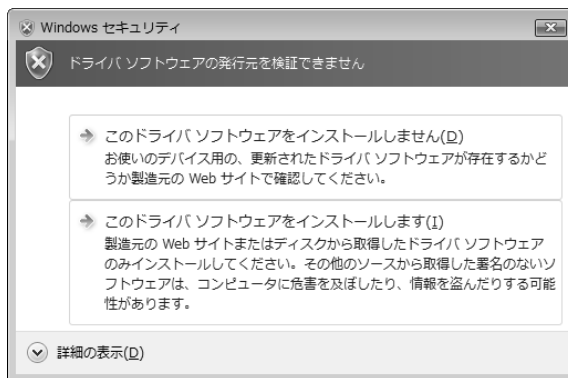 Windows セキュリティ
ドライバ ソフトウェアの発行元を検証できません
このドライバ ソフトウェアをインストールしません(D)
お使いのデバイス用の、更新されたドライバ ソフトウェアが存在するかど
うか製造元の Web サイトで確認してください。
このドライバ ソフトウェアをインストールします(I)
製造元の Web サイトまたはディスクから取得したドライバ ソフトウェア
のみインストールしてください。その他のソースから取得した署名のないソ
フトウェアは、コンピュータに危害を及ぼしたり、情報を盗んだりする可能
性があります。
詳細の表示(D)